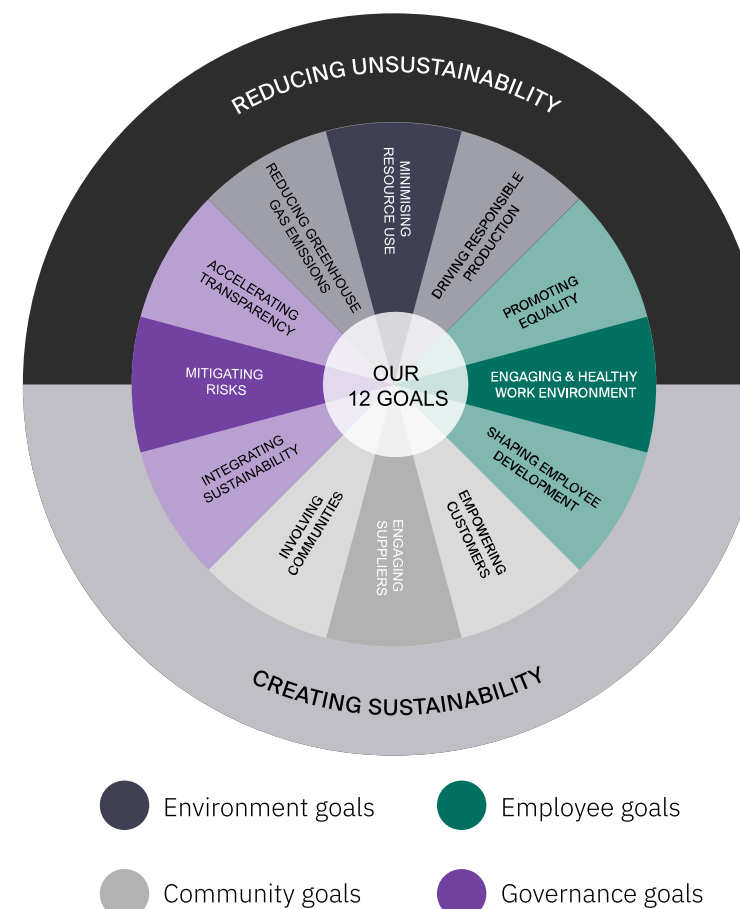 REDUCING UNSUSTAINABILITY
MINIMISING
RESOURCE USE
DRIVING RESPONSIBLE
PRODUCTION
PROMOTING
EQUALITY
ENGAGING & HEALTHY
WORK ENVIRONMENT
SHAPING EMPLOYEE
DEVELOPMENT
EMPOWERING
CUSTOMERS
ENGAGING
SUPPLIERS
INVOLVING
COMMUNITIES
INTEGRATING
SUSTAINABILITY
MITIGATING
RISKS
ACCELERATING
TRANSPARENCY
REDUCING GREENHOUSE
GAS EMISSIONS
OUR
12 GOALS
CREATING SUSTAINABILITY
Environment goals
Employee goals
Community goals
Governance goals